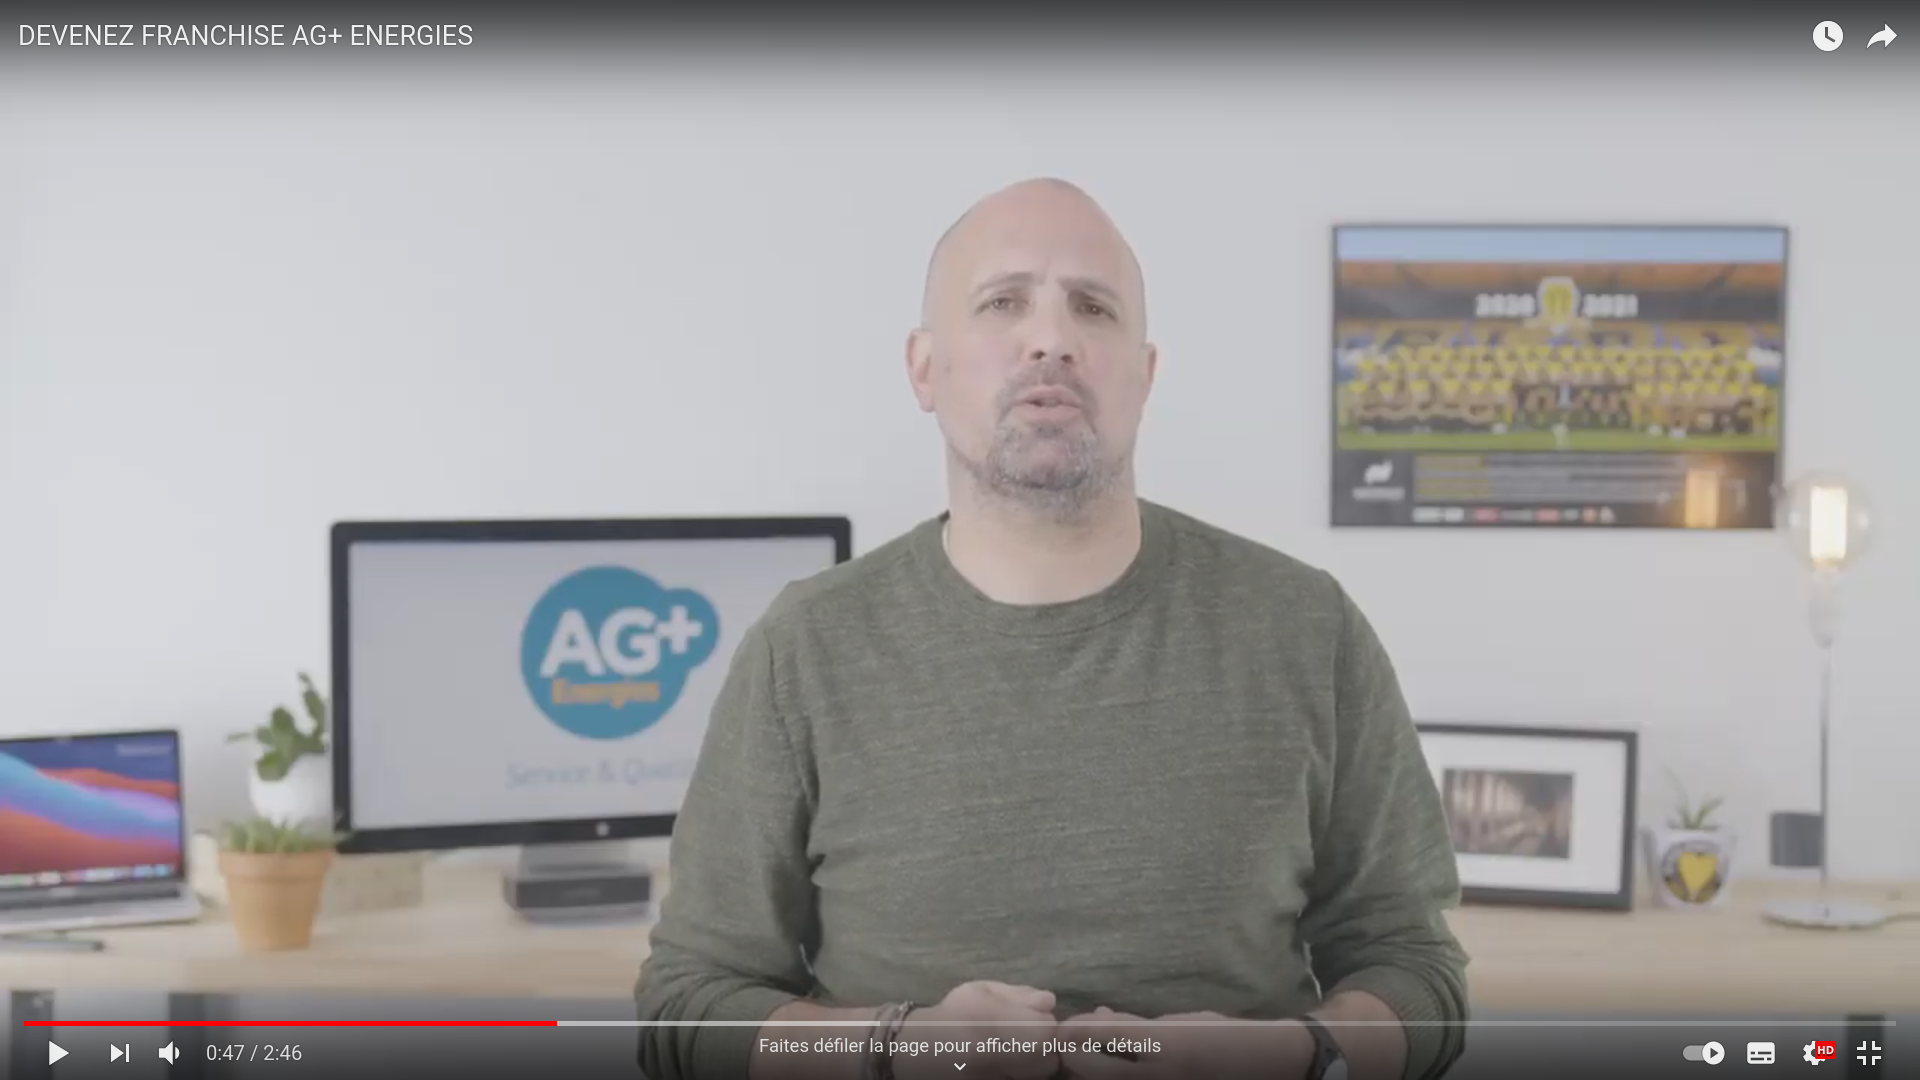 DEVENEZ FRANCHISE AG+ ENERGIES
2020 2021
AG+
Energies
Service &
0:47 / 2:46
Faites défiler la page pour afficher plus de détails
HD